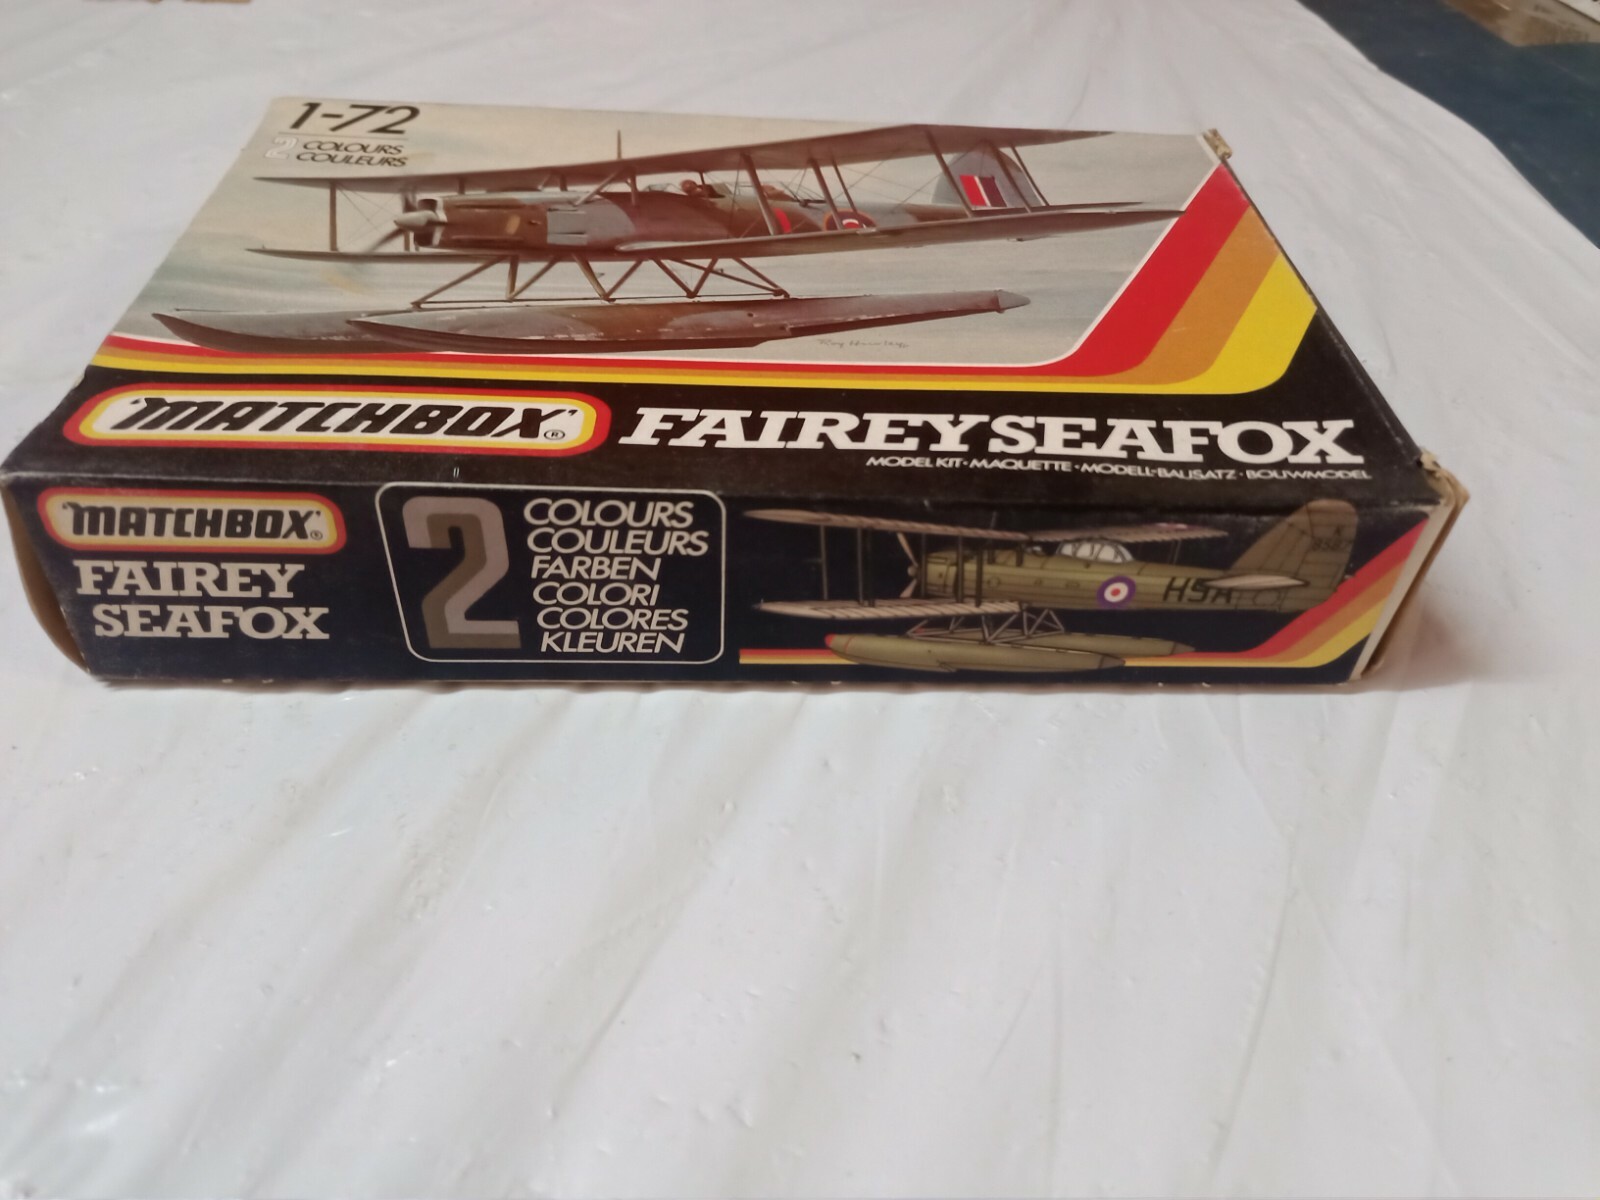 1-72
2 COLOURS
COULEURS
'MATCHBOX'®
FAIREY SEAFOX
MODEL KIT · MAQUETTE · MODELL-BAUSATZ · BOUWMODEL
'MATCHBOX'®
FAIREY
SEAFOX
2
COLOURS
COULEURS
FARBEN
COLORI
COLORES
KLEUREN